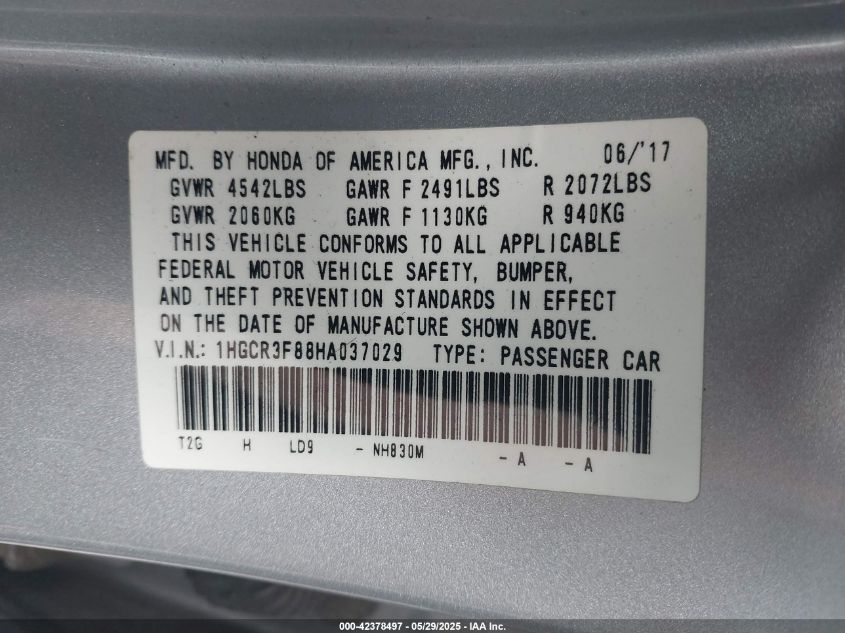 MFD. BY HONDA OF AMERICA MFG., INC. 06/'17
GVWR 4542LBS GAWR F 2491LBS R 2072LBS
GVWR 2060KG GAWR F 1130KG R 940KG
THIS VEHICLE CONFORMS TO ALL APPLICABLE
FEDERAL MOTOR VEHICLE SAFETY, BUMPER,
AND THEFT PREVENTION STANDARDS IN EFFECT
ON THE DATE OF MANUFACTURE SHOWN ABOVE.
V.I.N.: 1HGCR3F88HA037029 TYPE: PASSENGER CAR
T2G H LD9 - NH830M - A - A
000-42378497 - 05/29/2025 - IAA Inc.